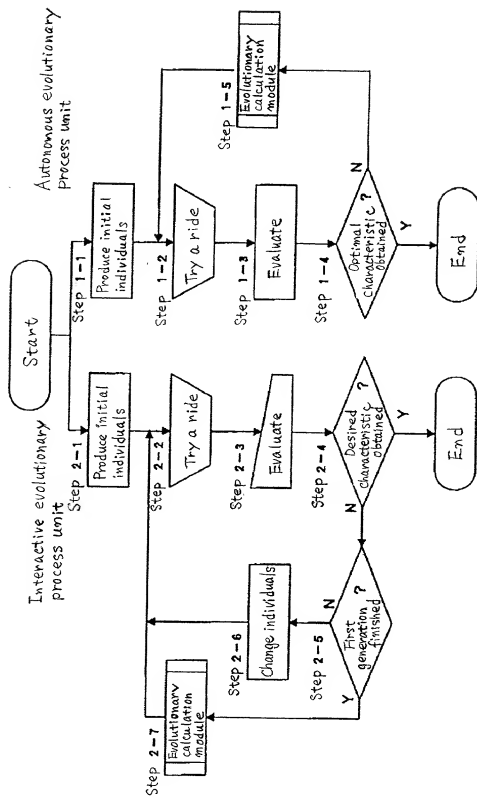 Start
Interactive evolutionary
process unit
Step 2-1
Produce initial
individuals
Step 2-2
Try a ride
Step 2-3
Evaluate
Step 2-4
Desired
characteristic ?
obtained
N
Y
End
First
generation ?
finished
Step 2-5
N
Y
Step 2-6
Change individuals
Step 2-7
Evolutionary
calculation
module
Autonomous evolutionary
process unit
Step 1-1
Produce initial
individuals
Step 1-2
Try a ride
Step 1-3
Evaluate
Step 1-4
Optimal
characteristic ?
obtained
N
Y
End
Step 1-5
Evolutionary
calculation
module